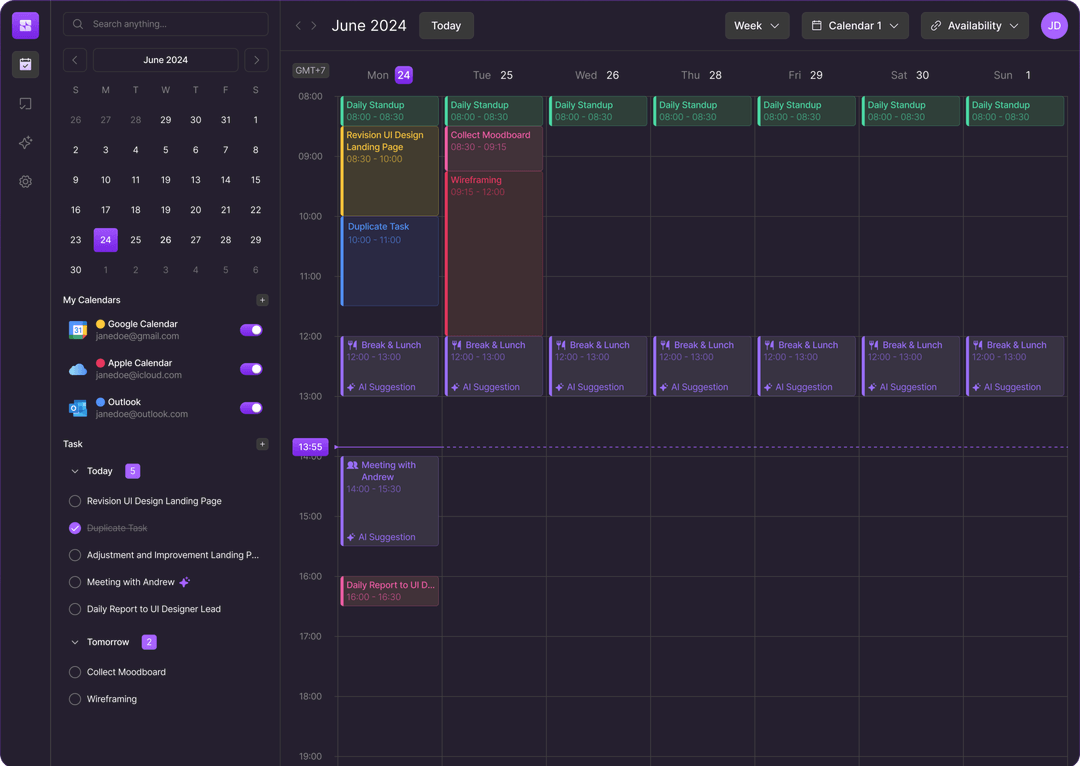 Search anything...
June 2024
S M T W T F S
26 27 28 29 30 31 1
2 3 4 5 6 7 8
9 10 11 12 13 14 15
16 17 18 19 20 21 22
23 24 25 26 27 28 29
30 1 2 3 4 5 6
My Calendars
+
31
Google Calendar
janedoe@gmail.com
Apple Calendar
janedoe@icloud.com
Outlook
janedoe@outlook.com
Task
+
Today 5
Revision UI Design Landing Page
Duplicate Task
Adjustment and Improvement Landing P...
Meeting with Andrew
Daily Report to UI Designer Lead
Tomorrow 2
Collect Moodboard
Wireframing
June 2024
Today
Week
Calendar 1
Availability
JD
GMT+7
Mon 24
Tue 25
Wed 26
Thu 28
Fri 29
Sat 30
Sun 1
08:00
09:00
10:00
11:00
12:00
13:00
13:55
14:00
15:00
16:00
17:00
18:00
19:00
Daily Standup
08:00 - 08:30
Revision UI Design
Landing Page
08:30 - 10:00
Duplicate Task
10:00 - 11:00
Break & Lunch
12:00 - 13:00
AI Suggestion
Meeting with
Andrew
14:00 - 15:30
AI Suggestion
Daily Report to UI D...
16:00 - 16:30
Daily Standup
08:00 - 08:30
Collect Moodboard
08:30 - 09:15
Wireframing
09:15 - 12:00
Break & Lunch
12:00 - 13:00
AI Suggestion
Daily Standup
08:00 - 08:30
Break & Lunch
12:00 - 13:00
AI Suggestion
Daily Standup
08:00 - 08:30
Break & Lunch
12:00 - 13:00
AI Suggestion
Daily Standup
08:00 - 08:30
Break & Lunch
12:00 - 13:00
AI Suggestion
Daily Standup
08:00 - 08:30
Break & Lunch
12:00 - 13:00
AI Suggestion
Daily Standup
08:00 - 08:30
Break & Lunch
12:00 - 13:00
AI Suggestion